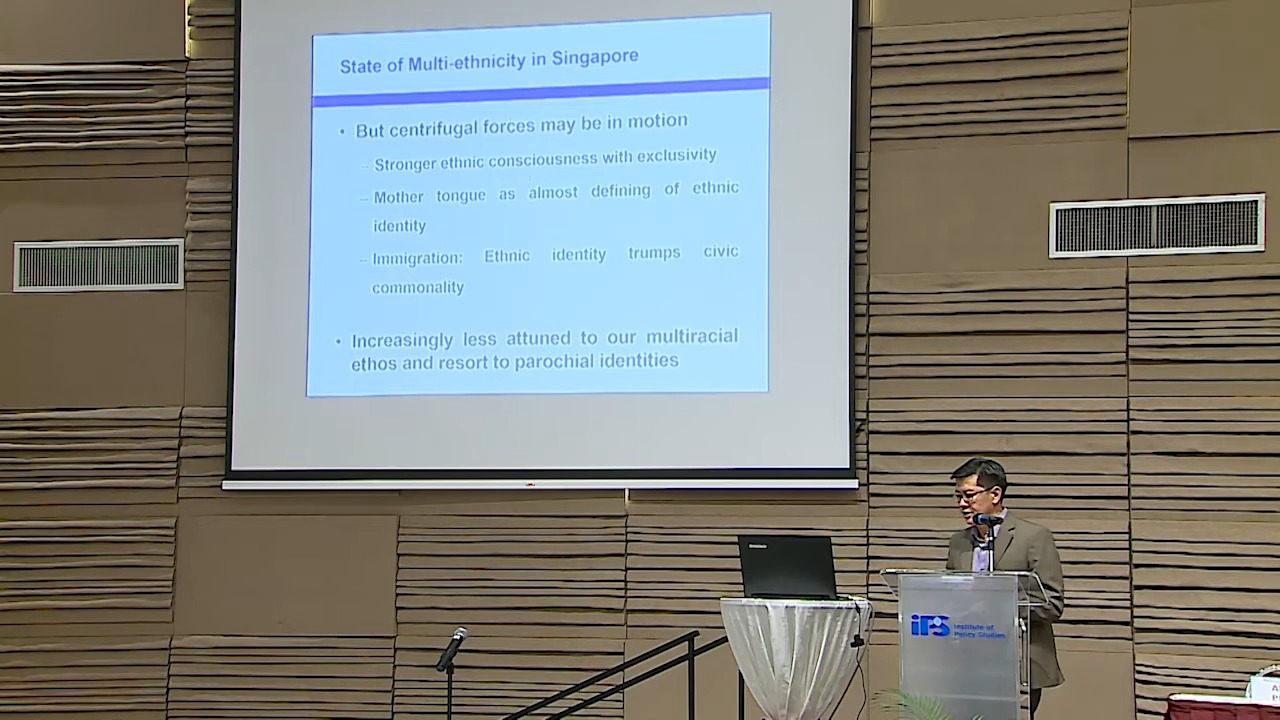 State of Multi-ethnicity in Singapore
• But centrifugal forces may be in motion
– Stronger ethnic consciousness with exclusivity
– Mother tongue as almost defining of ethnic
identity
– Immigration: Ethnic identity trumps civic
commonality
• Increasingly less attuned to our multiracial
ethos and resort to parochial identities
iPS Institute of
Policy Studies